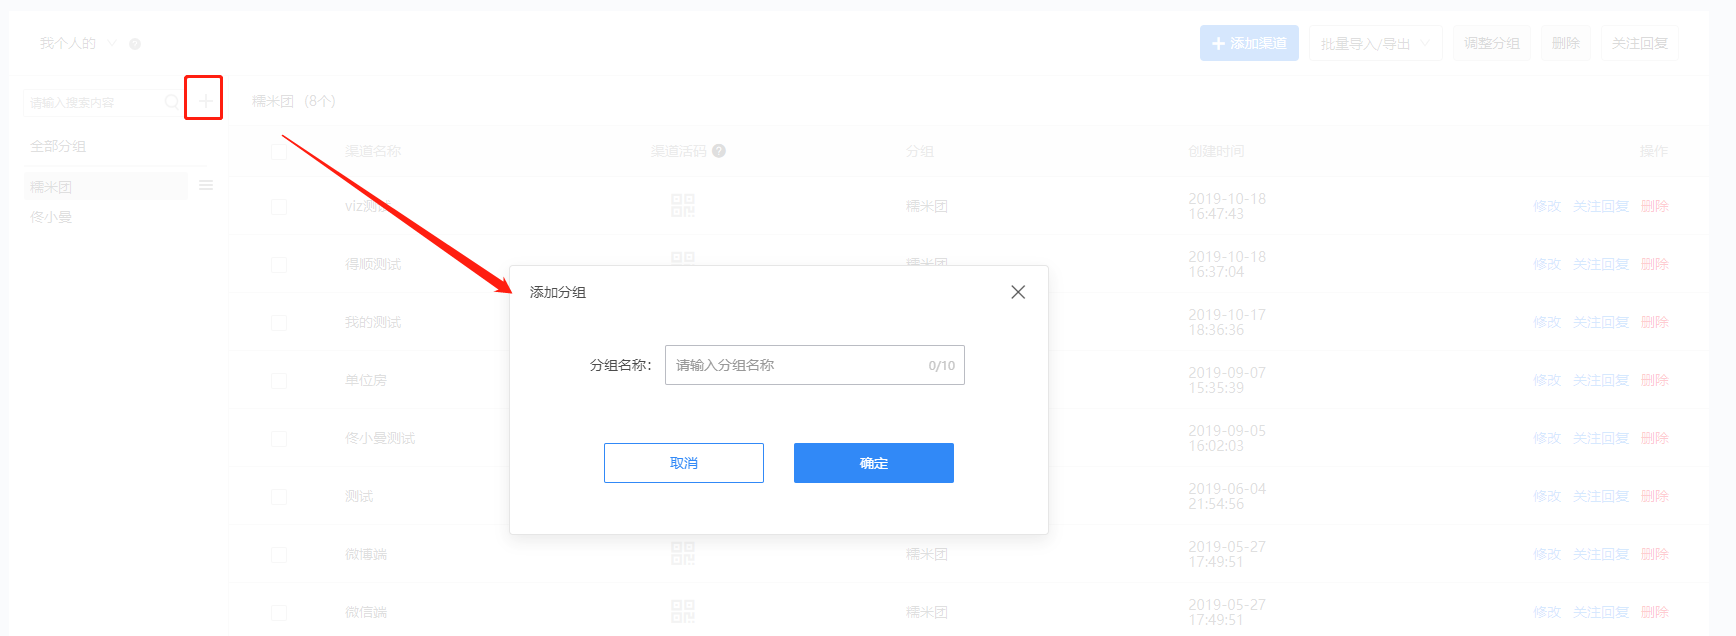 我个人的
添加渠道 批量导入/导出 调整分组 删除 关注回复
请输入搜索内容
糯米团 (8个)
全部分组
糯米团
佟小曼
渠道名称 渠道活码 分组 创建时间 操作
viz测试 糯米团 2019-10-18 16:47:43 修改 关注回复 删除
得顺测试 糯米团 2019-10-18 16:37:04 修改 关注回复 删除
我的测试 2019-10-17 18:36:36 修改 关注回复 删除
单位房 2019-09-07 15:35:39 修改 关注回复 删除
佟小曼测试 2019-09-05 16:02:03 修改 关注回复 删除
测试 2019-06-04 21:54:56 修改 关注回复 删除
微博端 糯米团 2019-05-27 17:49:51 修改 关注回复 删除
微信端 糯米团 2019-05-27 17:49:51 修改 关注回复 删除
添加分组
分组名称: 请输入分组名称 0/10
取消 确定